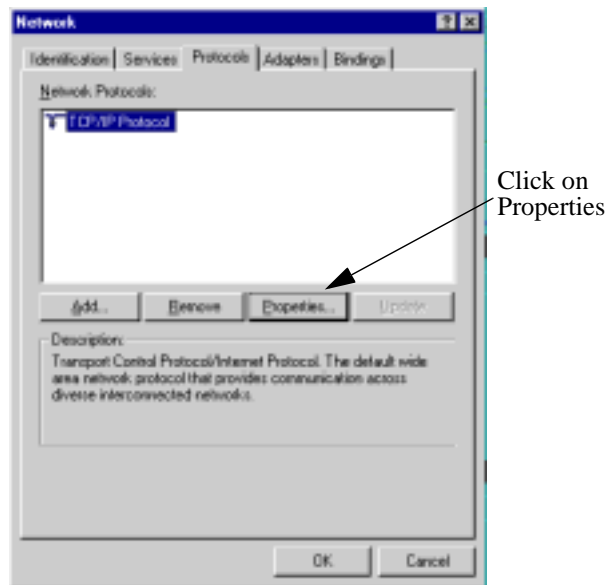 Network
Identification Services Protocols Adapters Bindings
Network Protocols:
TCP/IP Protocol
Click on
Properties
Add... Remove Properties... Update
Description:
Transport Control Protocol/Internet Protocol. The default wide
area network protocol that provides communication across
diverse interconnected networks.
OK Cancel